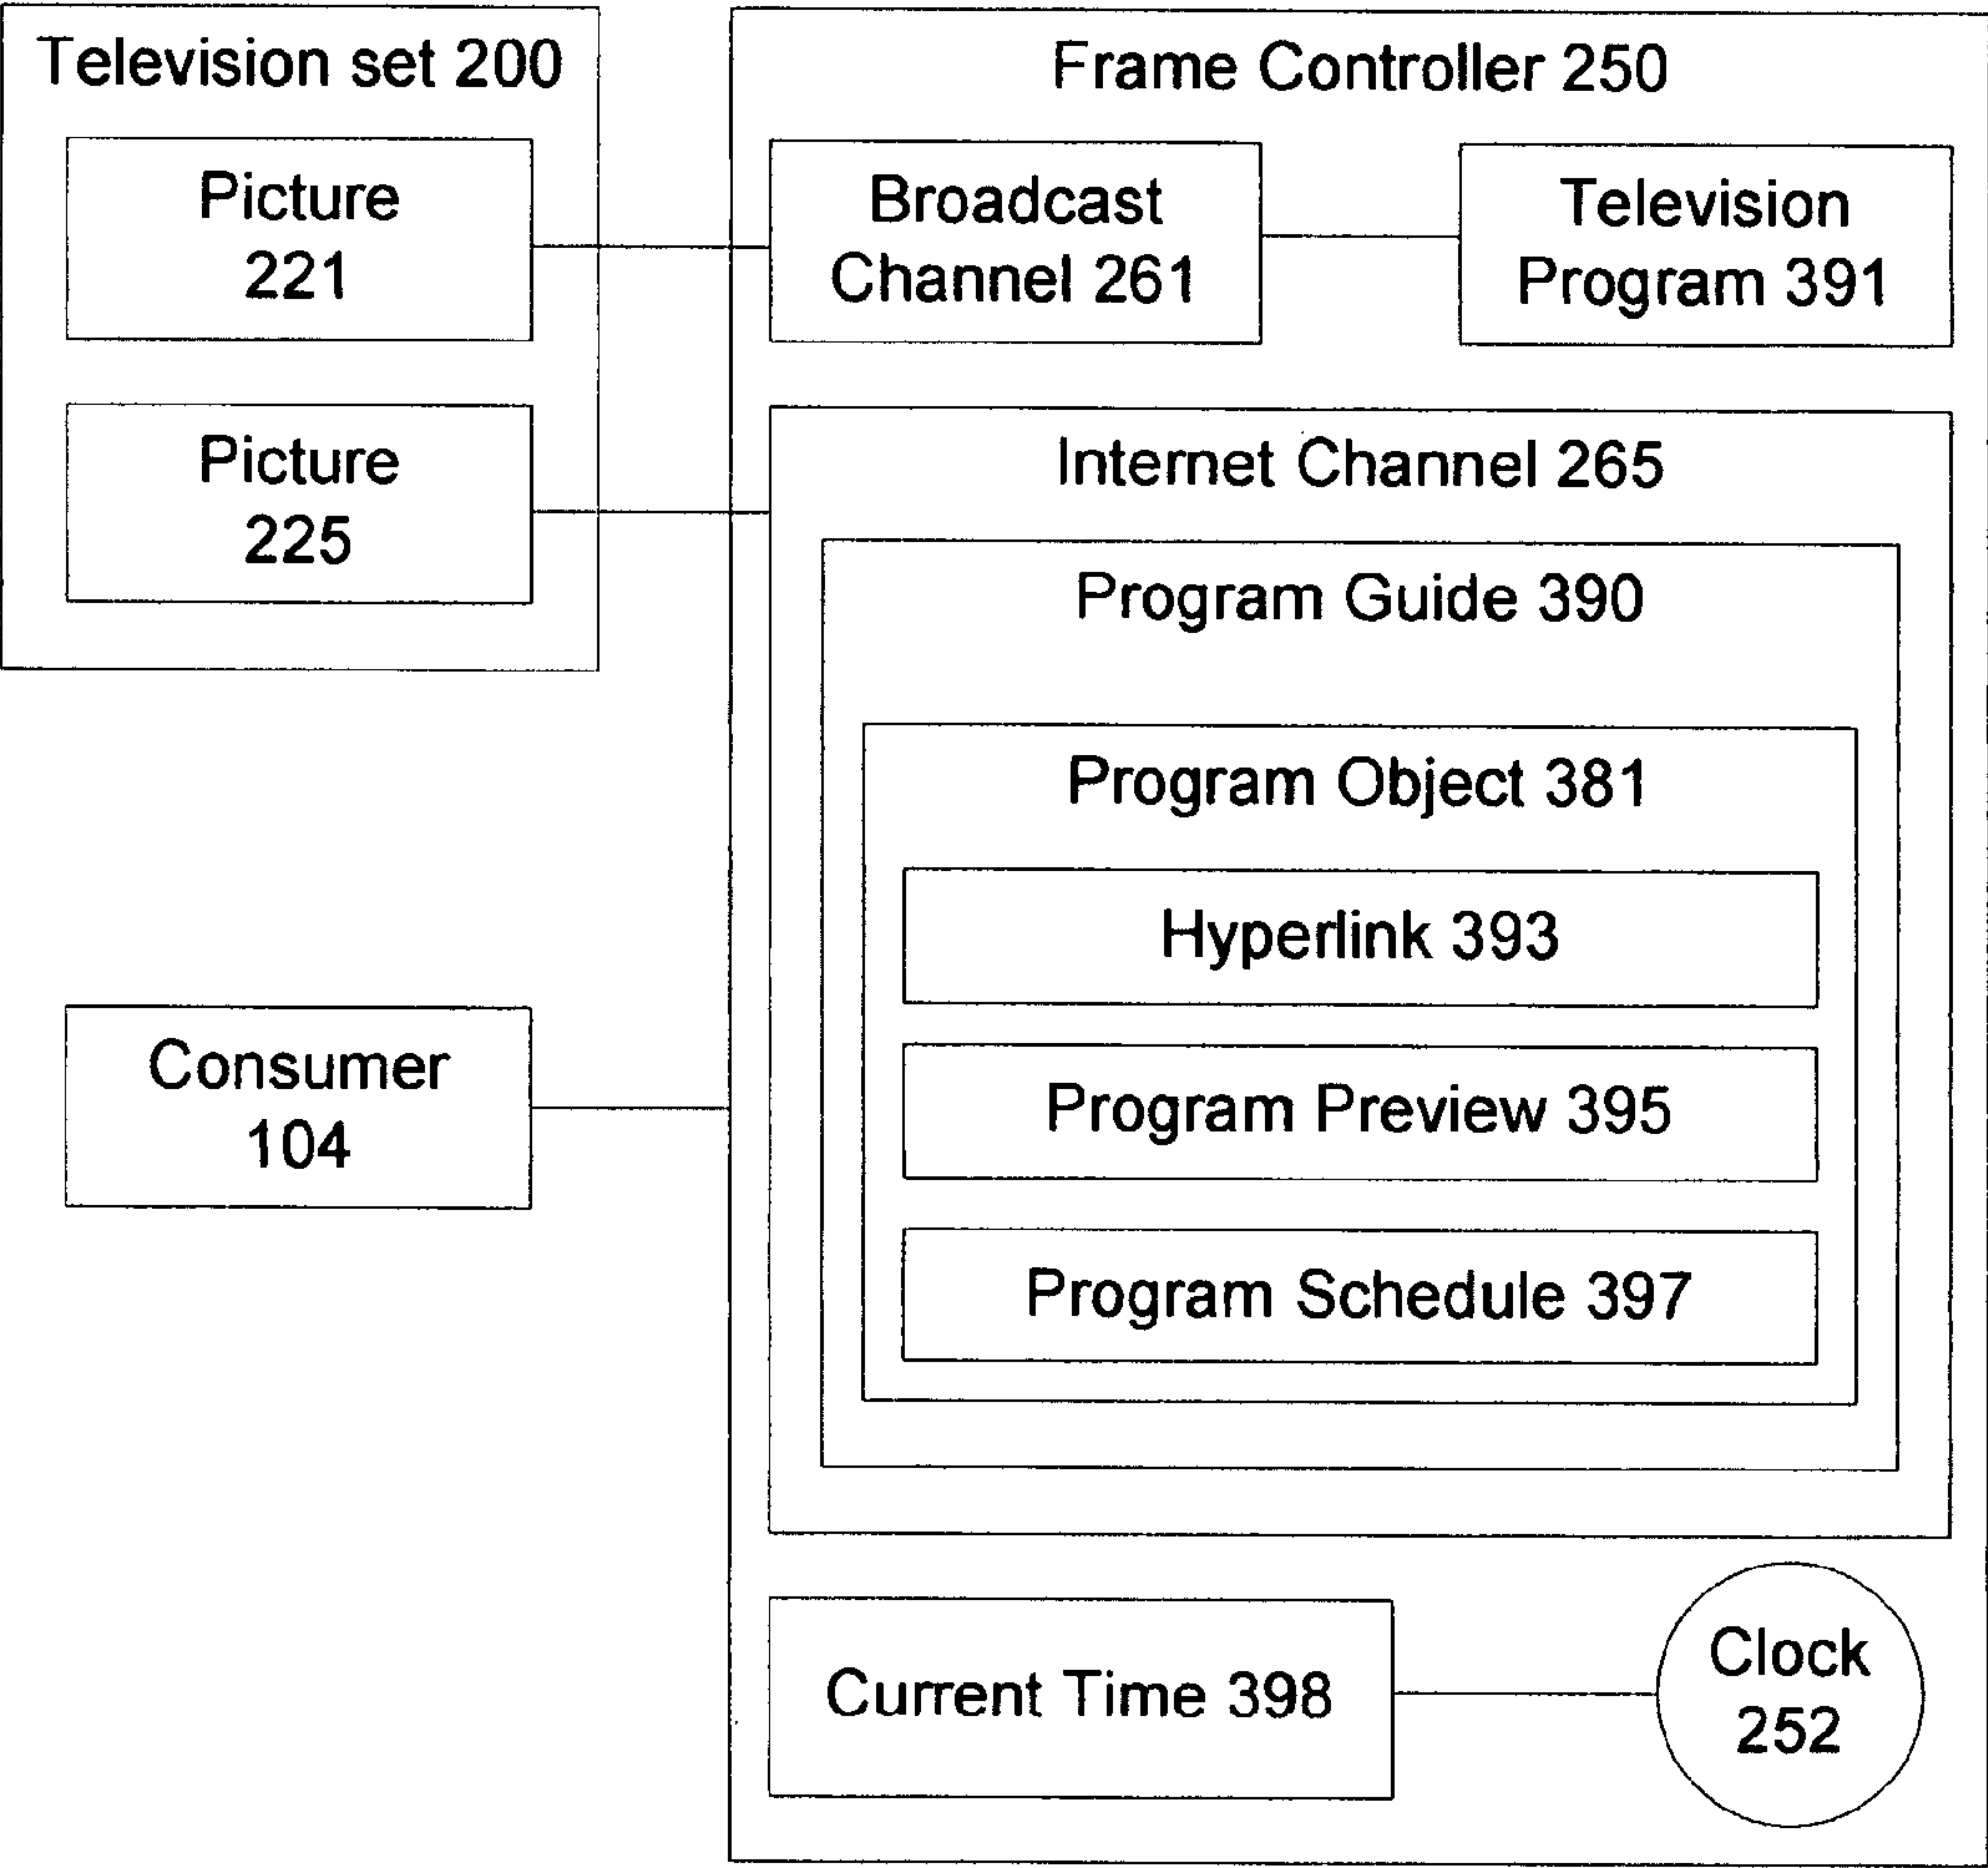 Television set 200
Picture
221
Picture
225
Consumer
104
Frame Controller 250
Broadcast
Channel 261
Television
Program 391
Internet Channel 265
Program Guide 390
Program Object 381
Hyperlink 393
Program Preview 395
Program Schedule 397
Current Time 398
Clock
252